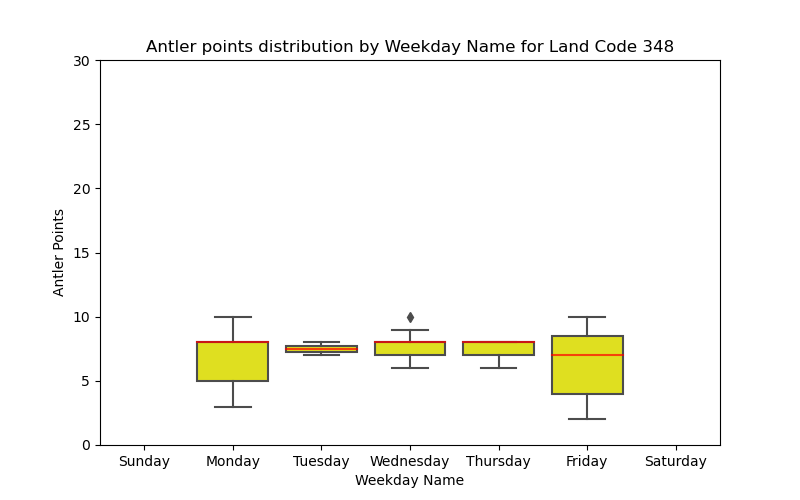 Antler points distribution by Weekday Name for Land Code 348
Antler Points
30
25
20
15
10
5
0
Sunday Monday Tuesday Wednesday Thursday Friday Saturday
Weekday Name